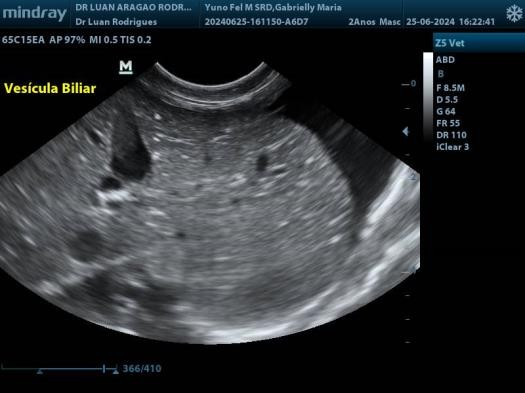 mindray DR LUAN ARAGAO RODR... Yuno Fel M SRD,Gabrielly Maria
Dr Luan Rodrigues 20240625-161150-A6D7 2Anos Masc 25-06-2024 16:22:41
65C15EA AP 97% MI 0.5 TIS 0.2
Z5 Vet
M
ABD
B
Vesícula Biliar
F 8.5M
D 5.5
G 64
FR 55
DR 110
iClear 3
0
2
4
366/410